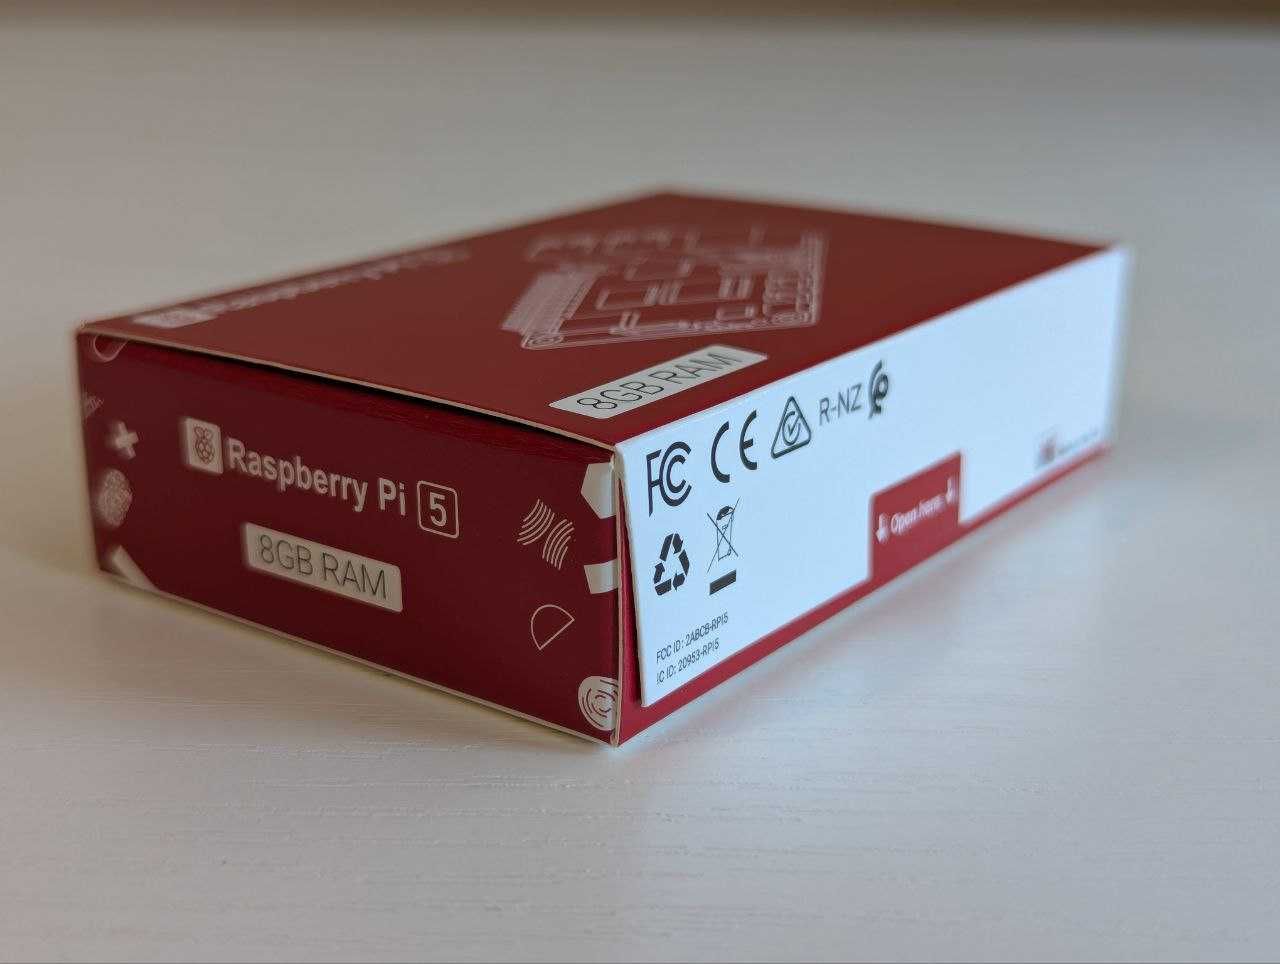 8GB RAM
Raspberry Pi 5
8GB RAM
FCC CE R-NZ
Open here
FCC ID: 2ABCB-RPI5
IC ID: 20953-RPI5